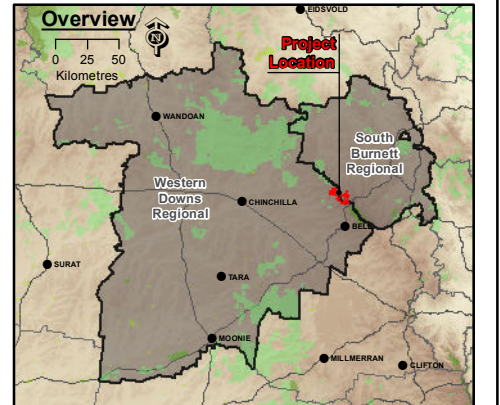 Overview
0 25 50
Kilometres
N
EIDSVOLD
Project
Location
WANDOAN
South
Burnett
Regional
Western
Downs
Regional
CHINCHILLA
BELL
SURAT
TARA
MOONIE
MILLMERRAN
CLIFTON